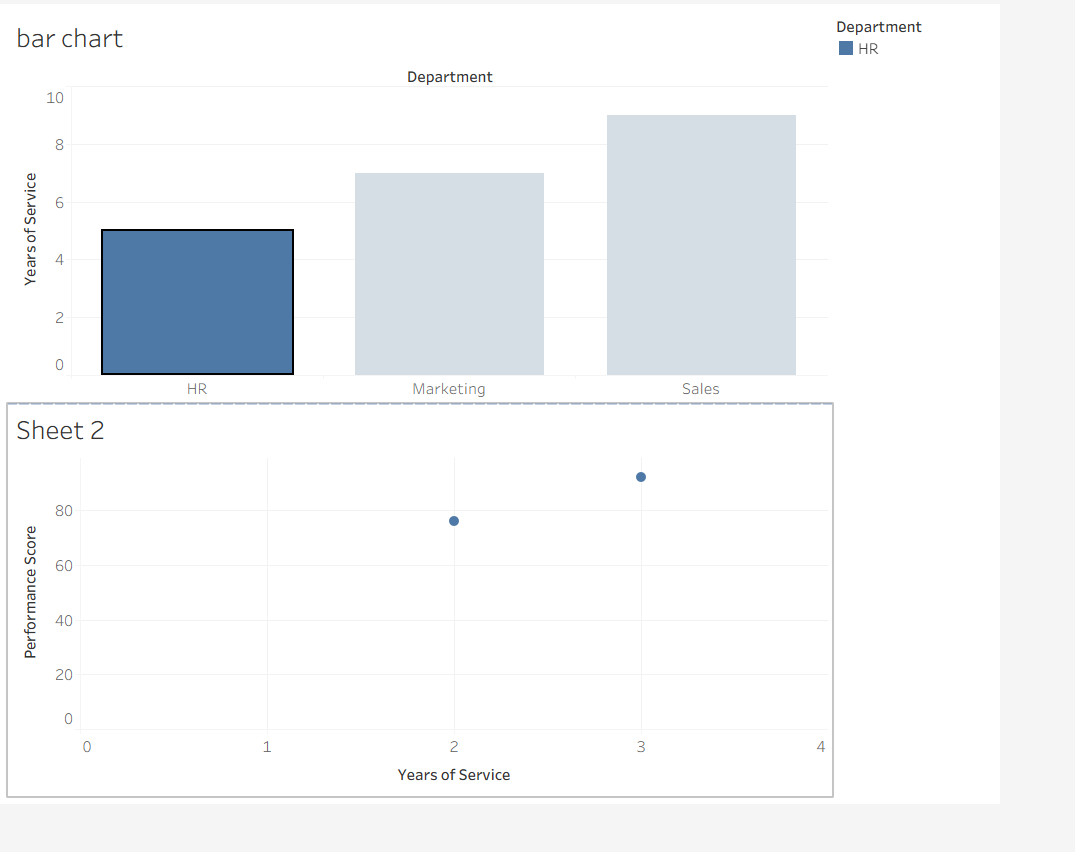 bar chart
Department
HR
Department
10
8
6
4
2
0
Years of Service
HR Marketing Sales
Sheet 2
80
60
40
20
0
Performance Score
0 1 2 3 4
Years of Service